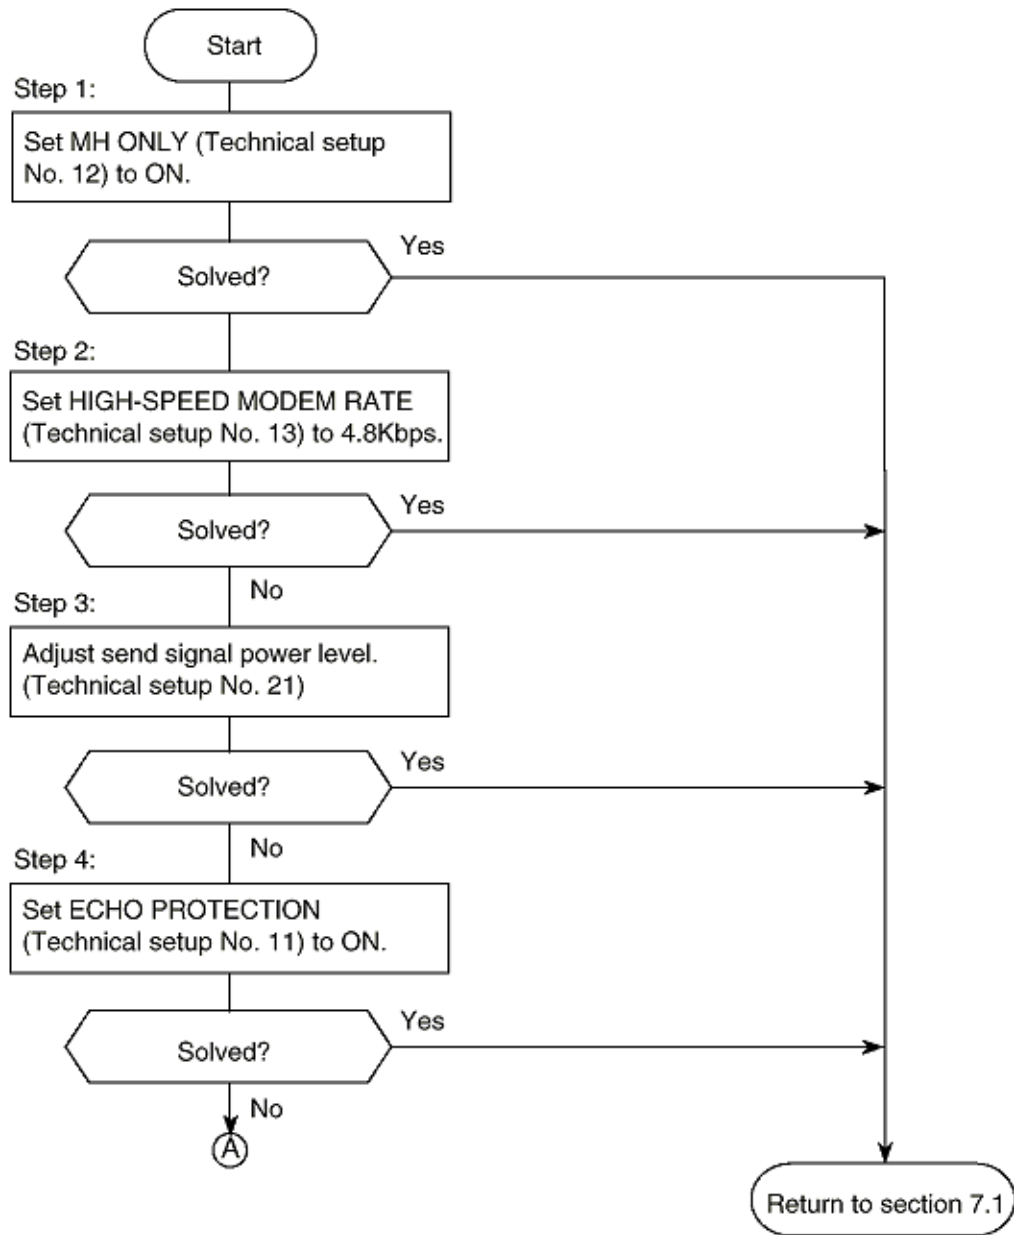 Start
Step 1:
Set MH ONLY (Technical setup
No. 12) to ON.
Yes
Solved?
Step 2:
Set HIGH-SPEED MODEM RATE
(Technical setup No. 13) to 4.8Kbps.
Yes
Solved?
No
Step 3:
Adjust send signal power level.
(Technical setup No. 21)
Yes
Solved?
No
Step 4:
Set ECHO PROTECTION
(Technical setup No. 11) to ON.
Yes
Solved?
No
A
Return to section 7.1